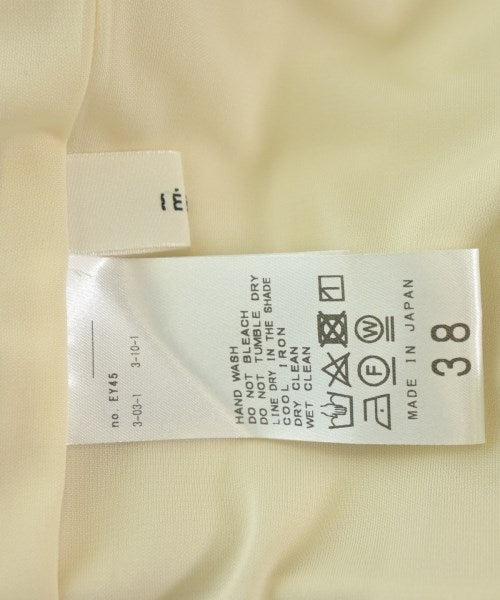 no. EY45
3-03-1 3-10-1
HAND WASH
DO NOT BLEACH
DO NOT TUMBLE DRY
LINE DRY IN THE SHADE
COOL IRON
DRY CLEAN
WET CLEAN
F W
MADE IN JAPAN
38